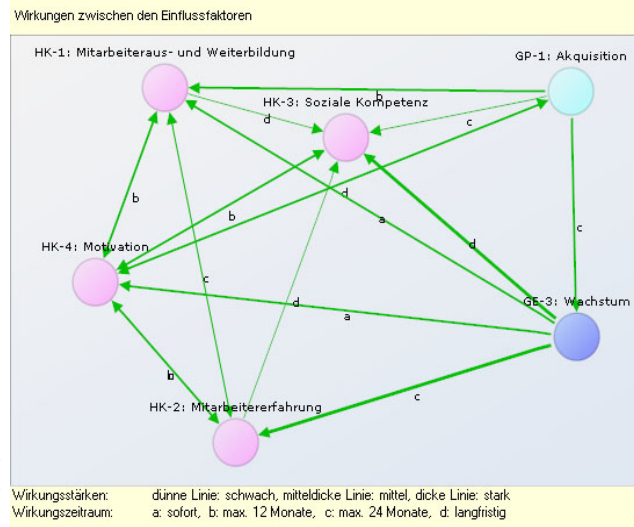 Wirkungen zwischen den Einflussfaktoren
HK-1: Mitarbeiteraus- und Weiterbildung
GP-1: Akquisition
b
HK-3: Soziale Kompetenz
d
c
d
b
b
a
c
HK-4: Motivation
d
c
d
a
GE-3: Wachstum
b
c
HK-2: Mitarbeitererfahrung
Wirkungsstärken: dünne Linie: schwach, mitteldicke Linie: mittel, dicke Linie: stark
Wirkungszeitraum: a: sofort, b: max. 12 Monate, c: max. 24 Monate, d: langfristig